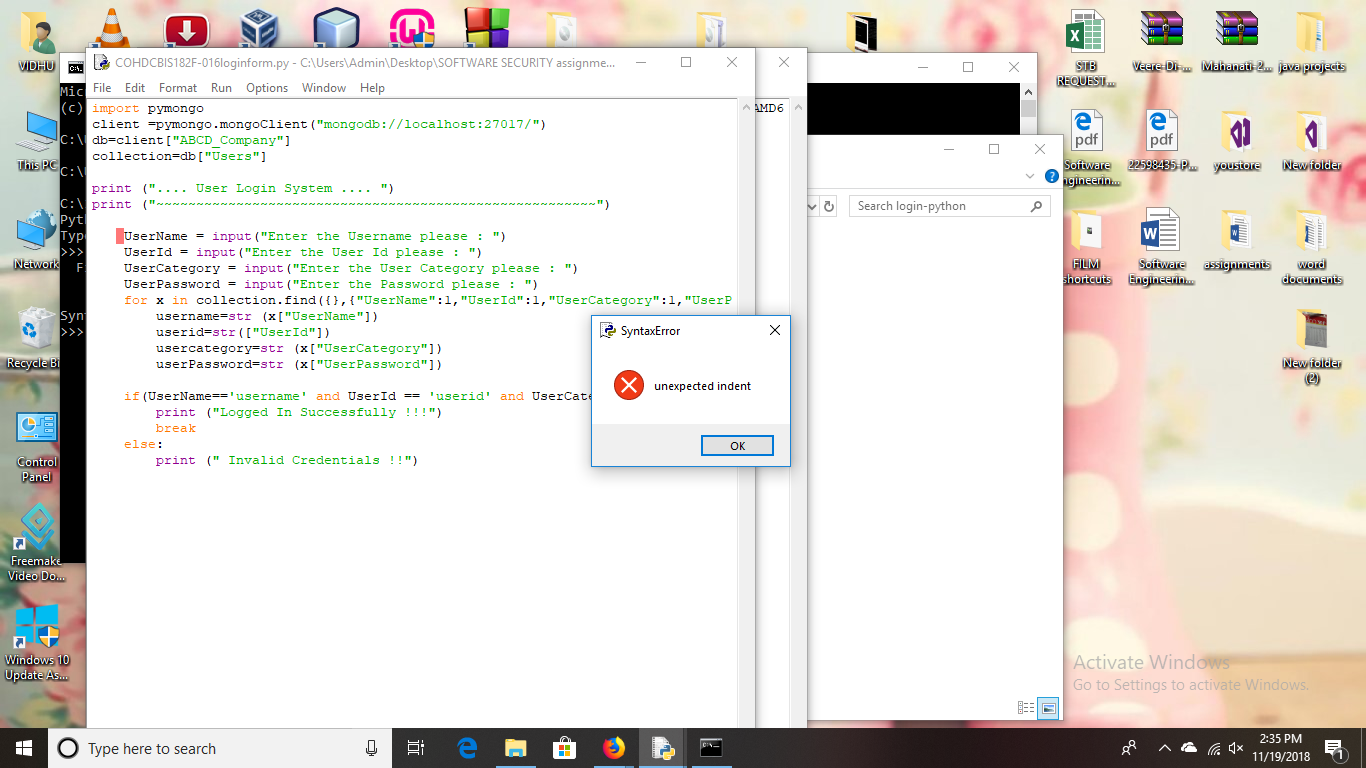 VIDHU
This PC
Network
Recycle Bi
Control
Panel
Freemake
Video Do...
Windows 10
Update As...
Mic
(c)
C:\
C:\
Pyt
Type
>>>
F
Syn
>>>
COHDCBIS182F-016loginform.py - C:\Users\Admin\Desktop\SOFTWARE SECURITY assignme...
File Edit Format Run Options Window Help
import pymongo
client =pymongo.mongoClient("mongodb://localhost:27017/")
db=client["ABCD_Company"]
collection=db["Users"]
print (".... User Login System .... ")
print ("~~~~~~~~~~~~~~~~~~~~~~~~~~~~~~~~~~~~~~~~~~~~~~~~~~~~~~~")
UserName = input("Enter the Username please : ")
UserId = input("Enter the User Id please : ")
UserCategory = input("Enter the User Category please : ")
UserPassword = input("Enter the Password please : ")
for x in collection.find({},{"UserName":1,"UserId":1,"UserCategory":1,"UserP
username=str (x["UserName"])
userid=str(["UserId"])
usercategory=str (x["UserCategory"])
userPassword=str (x["UserPassword"])
if(UserName=='username' and UserId == 'userid' and UserCate
print ("Logged In Successfully !!!")
break
else:
print (" Invalid Credentials !!")
AMD6
SyntaxError
unexpected indent
OK
Search login-python
STB
REQUEST...
Veere-Di-...
Mahanati-2...
java projects
Software
Engineerin...
22598435-P...
youstore
New folder
FILM
shortcuts
Software
Engineerin...
assignments
word
documents
New folder
(2)
Activate Windows
Go to Settings to activate Windows.
Type here to search
2:35 PM
11/19/2018
1